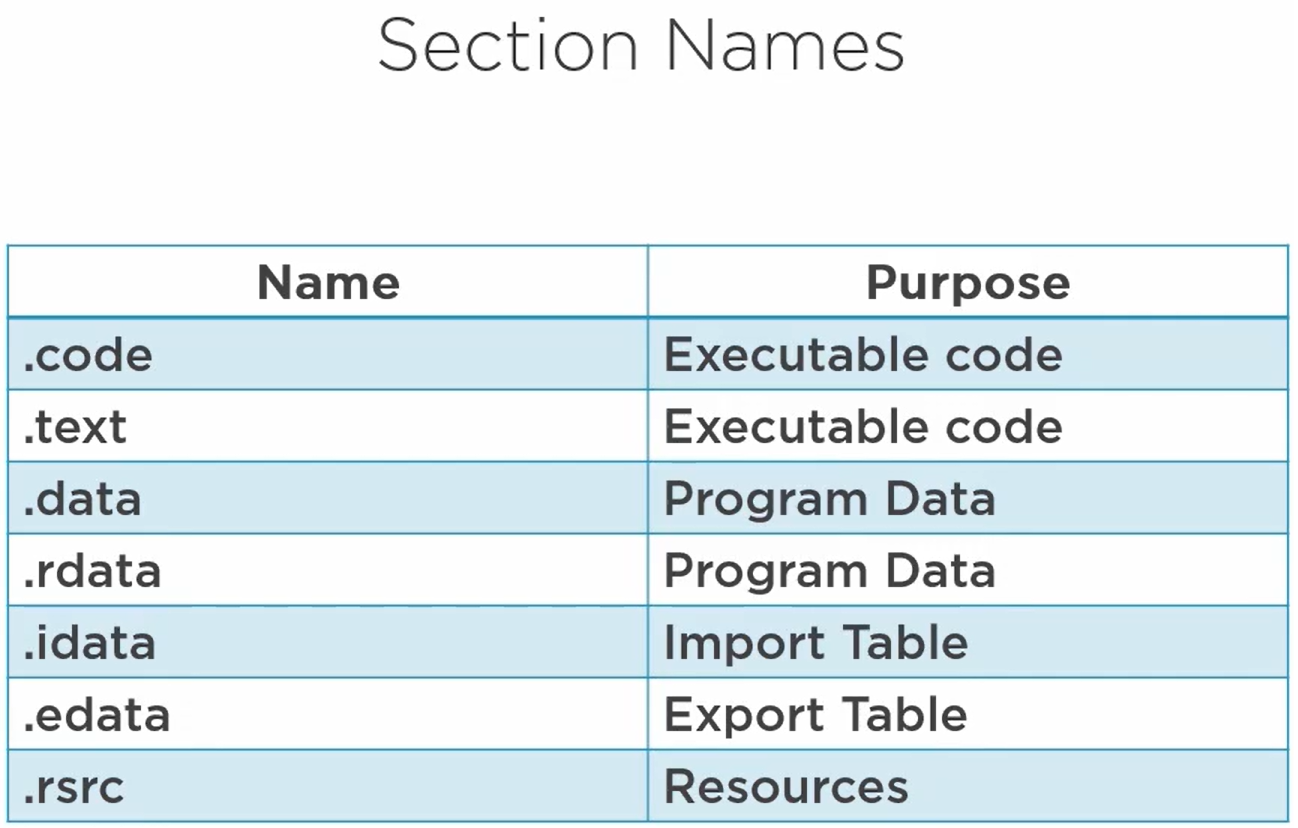 Section Names
Name Purpose
.code Executable code
.text Executable code
.data Program Data
.rdata Program Data
.idata Import Table
.edata Export Table
.rsrc Resources